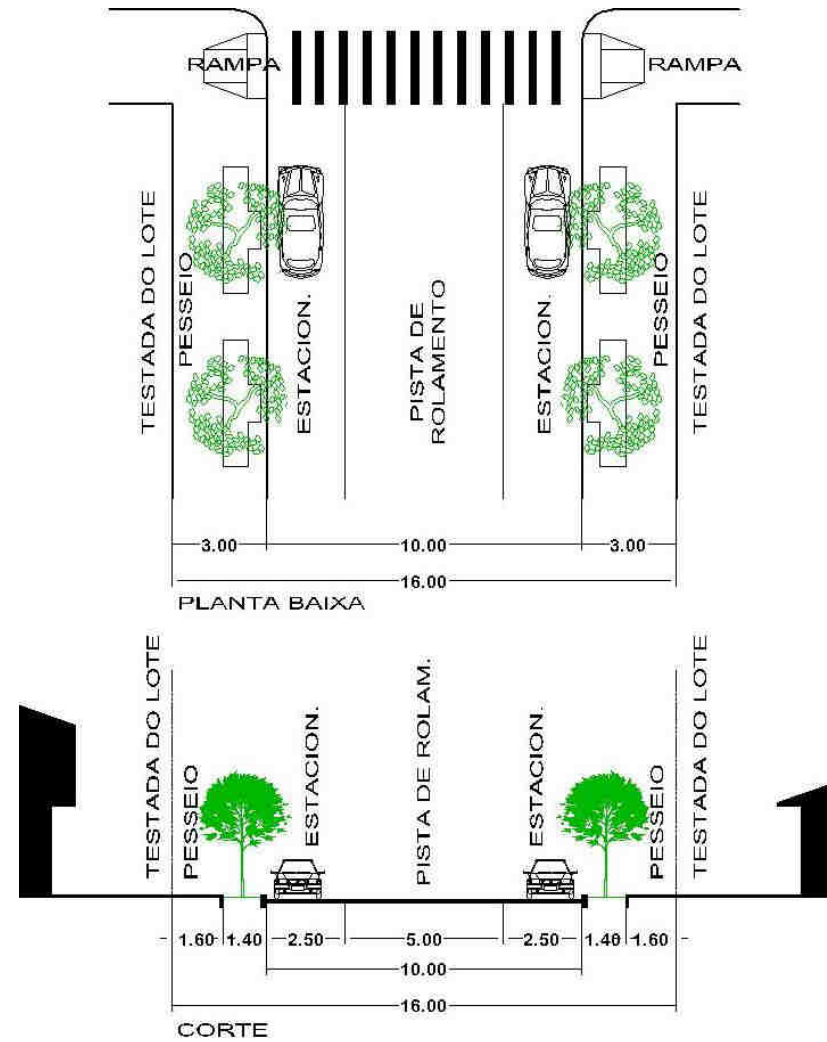 RAMPA
RAMPA
TESTADA DO LOTE
PESSEIO
ESTACION.
PISTA DE
ROLAMENTO
ESTACION.
PESSEIO
TESTADA DO LOTE
3.00
10.00
3.00
16.00
PLANTA BAIXA
TESTADA DO LOTE
PESSEIO
ESTACION.
PISTA DE ROLAM.
ESTACION.
PESSEIO
TESTADA DO LOTE
1.60
1.40
2.50
5.00
2.50
1.40
1.60
10.00
16.00
CORTE